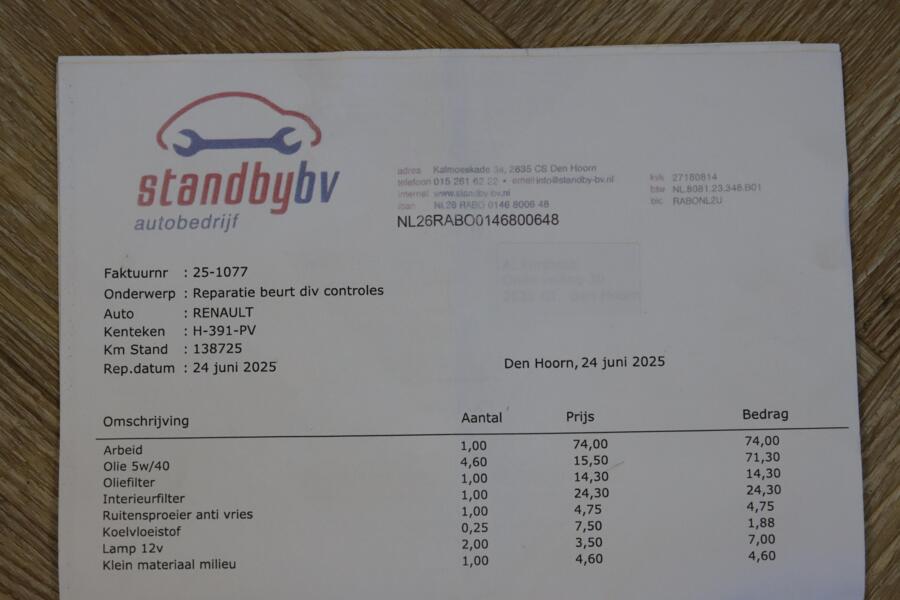 standbybv
autobedrijf
adres Kalmoeskade 3a, 2635 CS Den Hoorn
telefoon 015 261 62 22 • email info@standby-bv.nl
internet www.standby-bv.nl
iban NL26 RABO 0146 8006 48
NL26RABO0146800648
kvk 27180814
btw NL.8081.23.348.B01
bic RABONL2U
Faktuurnr : 25-1077
Onderwerp : Reparatie beurt div controles
Auto : RENAULT
Kenteken : H-391-PV
Km Stand : 138725
Rep.datum : 24 juni 2025
Den Hoorn, 24 juni 2025
Omschrijving Aantal Prijs Bedrag
Arbeid 1,00 74,00 74,00
Olie 5w/40 4,60 15,50 71,30
Oliefilter 1,00 14,30 14,30
Interieurfilter 1,00 24,30 24,30
Ruitensproeier anti vries 1,00 4,75 4,75
Koelvloeistof 0,25 7,50 1,88
Lamp 12v 2,00 3,50 7,00
Klein materiaal milieu 1,00 4,60 4,60